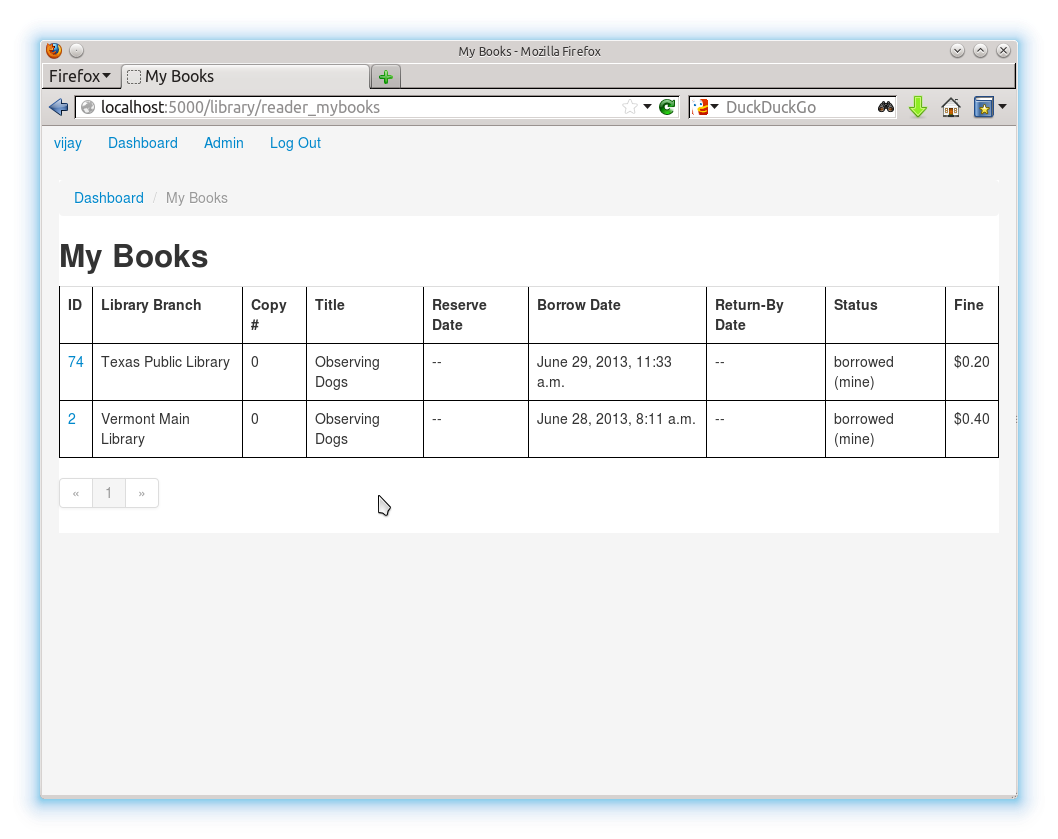 My Books - Mozilla Firefox
Firefox My Books
localhost:5000/library/reader_mybooks DuckDuckGo
vijay Dashboard Admin Log Out
Dashboard / My Books
My Books
ID Library Branch Copy # Title Reserve Date Borrow Date Return-By Date Status Fine
74 Texas Public Library 0 Observing Dogs -- June 29, 2013, 11:33 a.m. -- borrowed (mine) $0.20
2 Vermont Main Library 0 Observing Dogs -- June 28, 2013, 8:11 a.m. -- borrowed (mine) $0.40
« 1 »